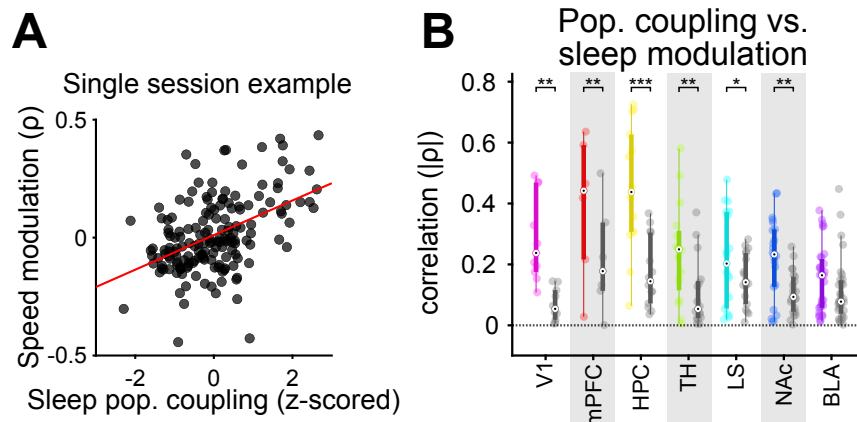 A
Single session example
Speed modulation (ρ)
0.5
0
-0.5
-2
0
2
Sleep pop. coupling (z-scored)
B
Pop. coupling vs.
sleep modulation
correlation (|ρ|)
0.8
0.6
0.4
0.2
0
**
**
***
**
*
**
V1
mPFC
HPC
TH
LS
NAc
BLA